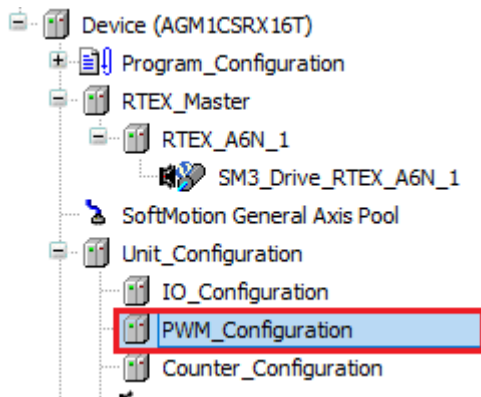 Device (AGM1CSRX16T)
Program_Configuration
RTEX_Master
RTEX_A6N_1
SM3_Drive_RTEX_A6N_1
SoftMotion General Axis Pool
Unit_Configuration
IO_Configuration
PWM_Configuration
Counter_Configuration